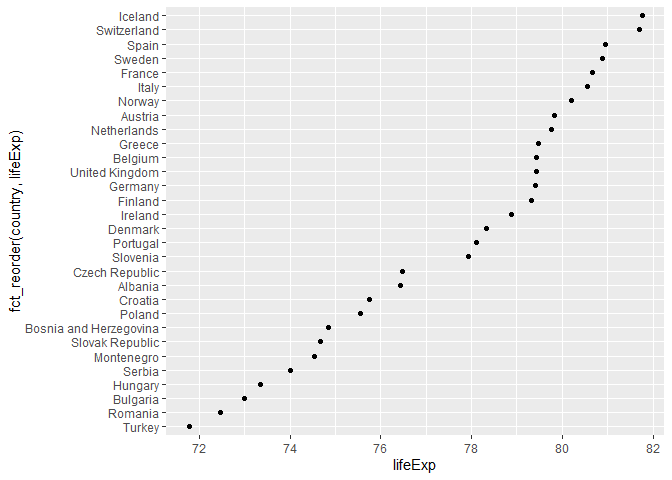 Iceland
Switzerland
Spain
Sweden
France
Italy
Norway
Austria
Netherlands
Greece
Belgium
United Kingdom
Germany
Finland
Ireland
Denmark
Portugal
Slovenia
Czech Republic
Albania
Croatia
Poland
Bosnia and Herzegovina
Slovak Republic
Montenegro
Serbia
Hungary
Bulgaria
Romania
Turkey
fct_reorder(country, lifeExp)
72 74 76 78 80 82
lifeExp